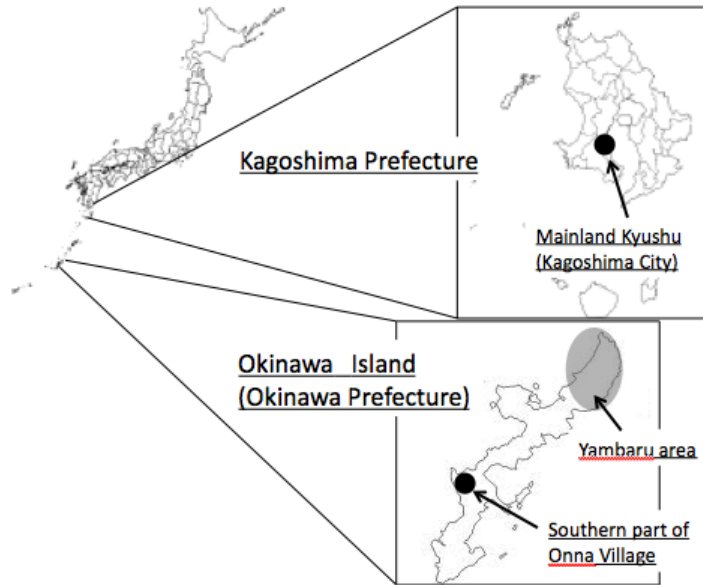 Kagoshima Prefecture
Mainland Kyushu
(Kagoshima City)
Okinawa Island
(Okinawa Prefecture)
Yambaru area
Southern part of
Onna Village